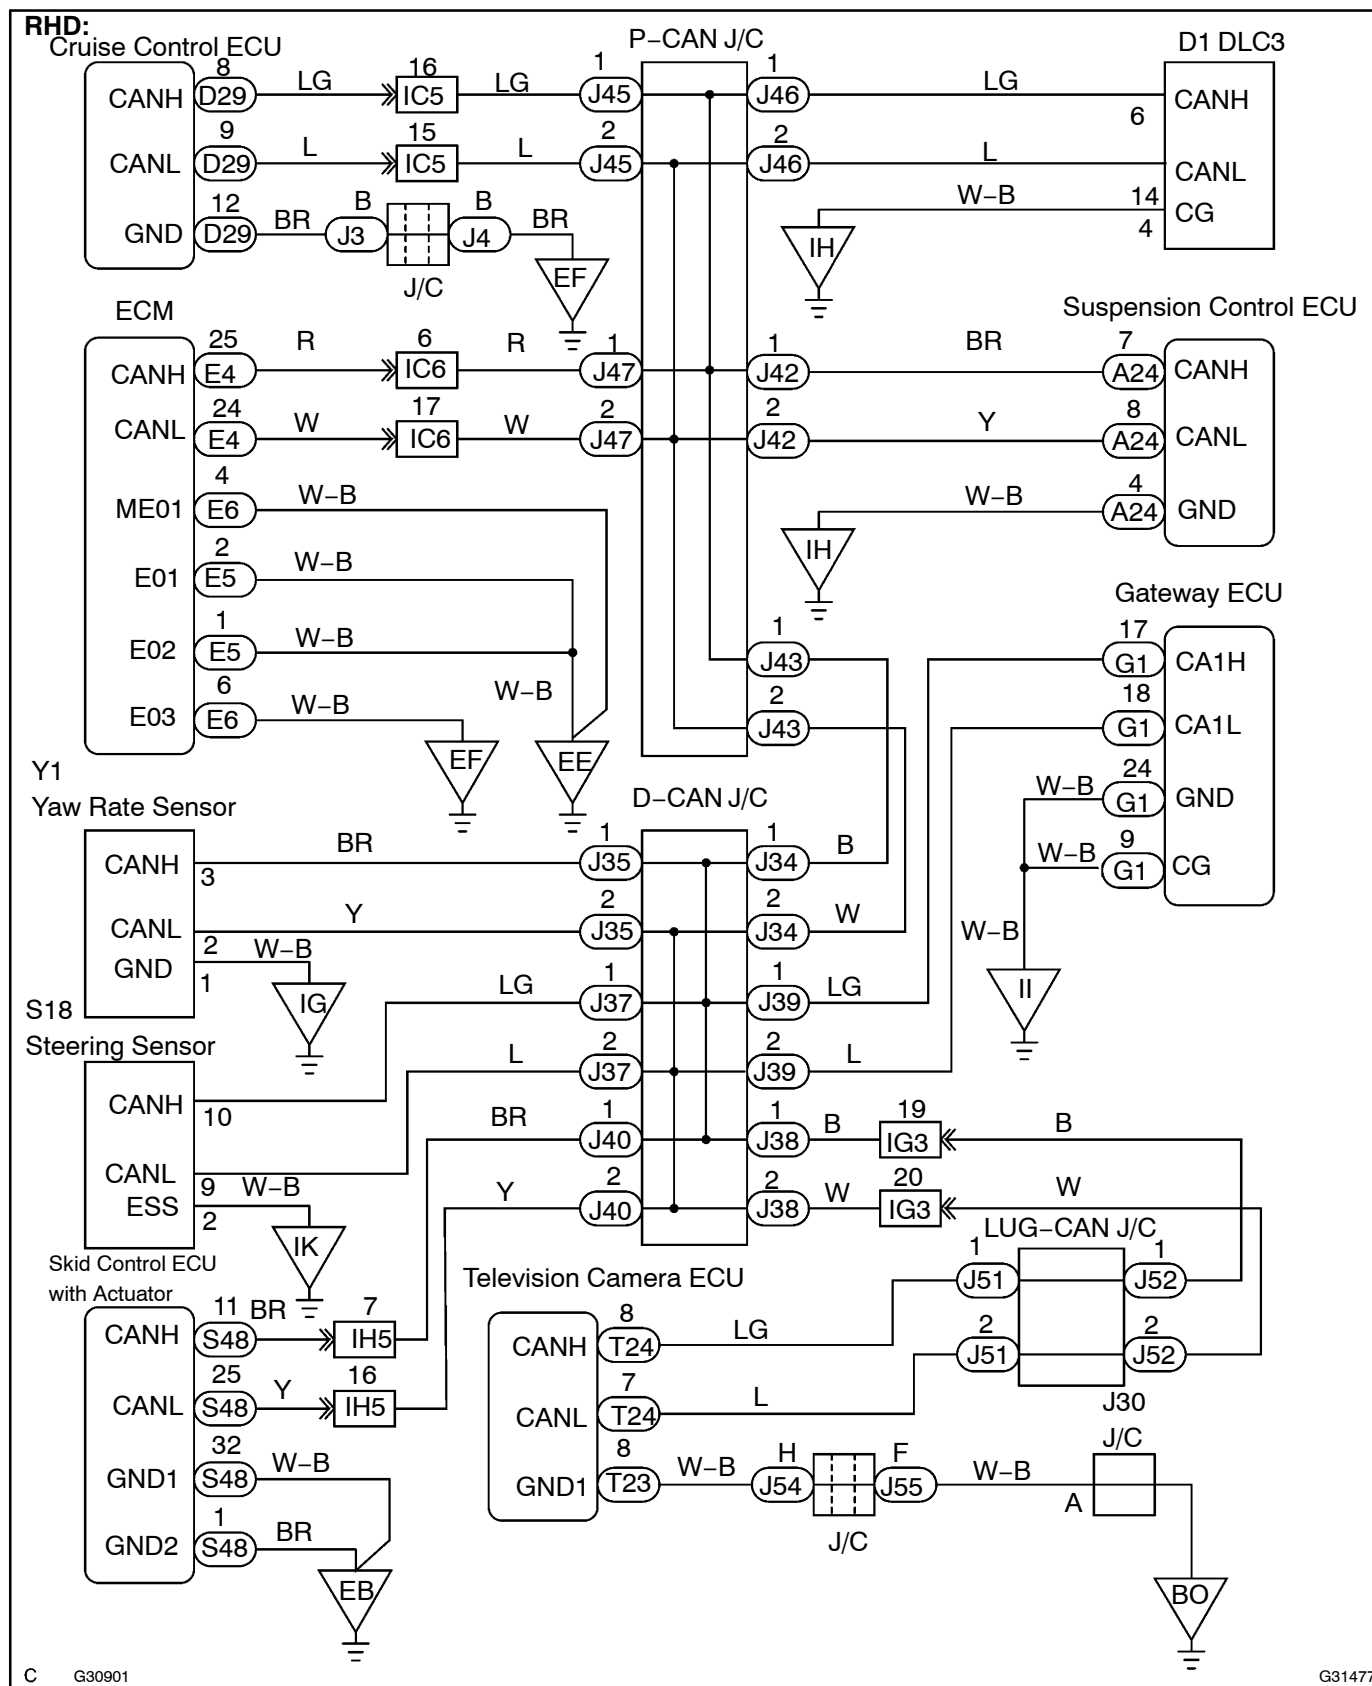 RHD:
Cruise Control ECU
P-CAN J/C
D1 DLC3
8
16
1
1
CANH
D29
LG
IC5
LG
J45
J46
LG
6
CANH
9
15
2
2
CANL
D29
L
IC5
L
J45
J46
L
CANL
12
B
B
W-B
14
GND
D29
BR
J3
J4
BR
CG
4
J/C
EF
IH
ECM
Suspension Control ECU
25
R
6
R
1
1
BR
7
CANH
E4
IC6
J47
J42
A24
CANH
24
17
2
2
8
CANL
E4
W
IC6
W
J47
J42
Y
A24
CANL
4
W-B
W-B
4
ME01
E6
A24
GND
IH
2
W-B
E01
E5
Gateway ECU
1
W-B
1
17
E02
E5
J43
G1
CA1H
6
W-B
W-B
2
18
E03
E6
J43
G1
CA1L
EF
EE
Y1
Yaw Rate Sensor
D-CAN J/C
24
W-B
G1
GND
BR
1
1
B
9
CANH
3
J35
J34
W-B
G1
CG
Y
2
2
W
CANL
2
J35
J34
W-B
W-B
GND
1
IG
II
S18
LG
1
1
LG
J37
J39
Steering Sensor
L
2
2
L
J37
J39
CANH
10
BR
1
1
B
19
B
J40
J38
IG3
CANL
9
W-B
Y
2
2
W
20
W
ESS
2
J40
J38
IG3
IK
LUG-CAN J/C
Skid Control ECU
with Actuator
Television Camera ECU
1
1
J51
J52
11
BR
7
8
LG
CANH
S48
IH5
CANH
T24
2
2
J51
J52
25
Y
16
7
L
CANL
S48
IH5
CANL
T24
J30
32
W-B
8
W-B
H
F
W-B
J/C
GND1
S48
GND1
T23
J54
J55
A
J/C
1
BR
GND2
S48
EB
BO
C
G30901
G31477